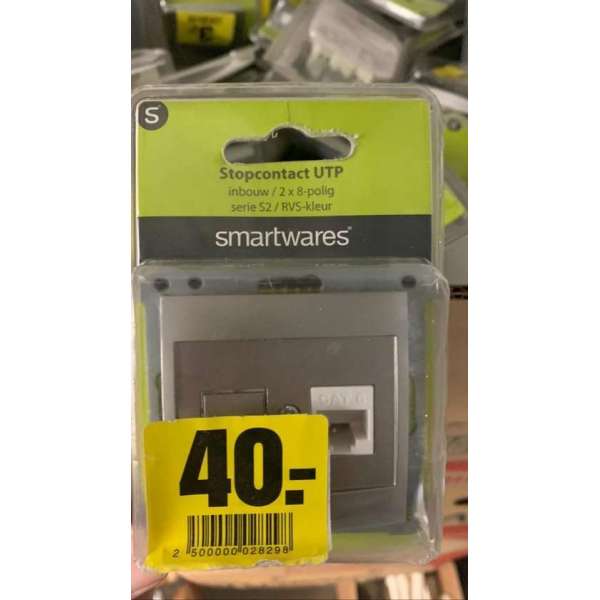 S
Stopcontact UTP
inbouw / 2 x 8-polig
serie S2 / RVS-kleur
smartwares®
CAT 6
40.-
2 500000 028298